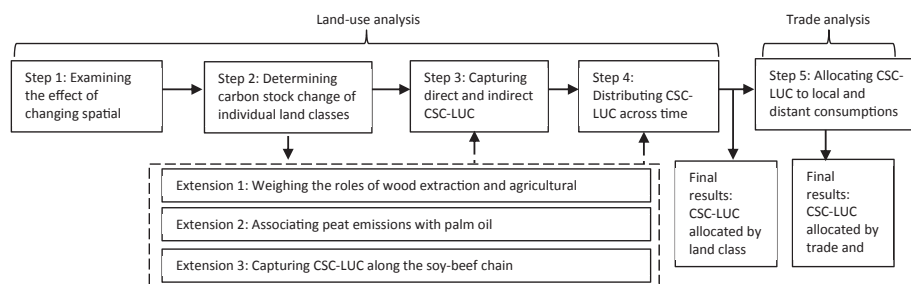 Land-use analysis
Trade analysis
Step 1: Examining
the effect of
changing spatial
Step 2: Determining
carbon stock change of
individual land classes
Step 3: Capturing
direct and indirect
CSC-LUC
Step 4:
Distributing CSC-
LUC across time
Step 5: Allocating CSC-
LUC to local and
distant consumptions
Extension 1: Weighing the roles of wood extraction and agricultural
Extension 2: Associating peat emissions with palm oil
Extension 3: Capturing CSC-LUC along the soy-beef chain
Final
results:
CSC-LUC
allocated by
land class
Final
results:
CSC-LUC
allocated by
trade and